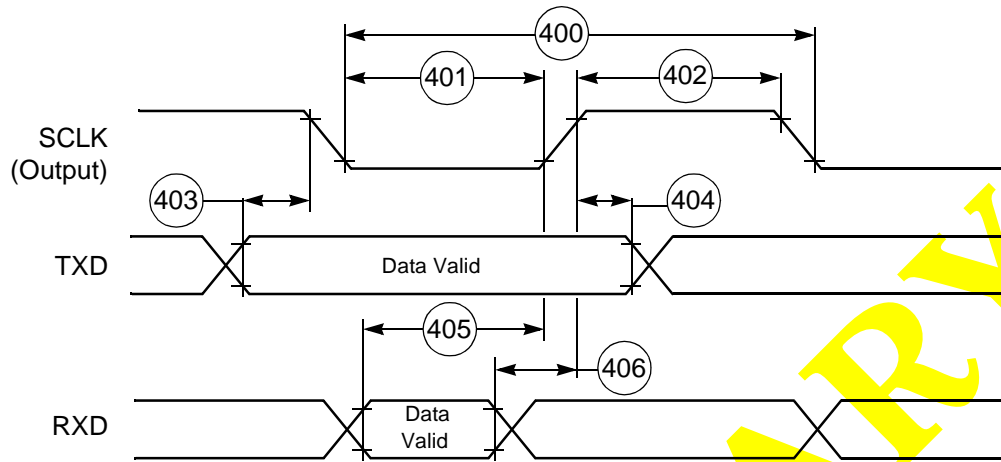 400
401
402
SCLK
(Output)
403
404
TXD
Data Valid
405
406
RXD
Data
Valid
A R Y